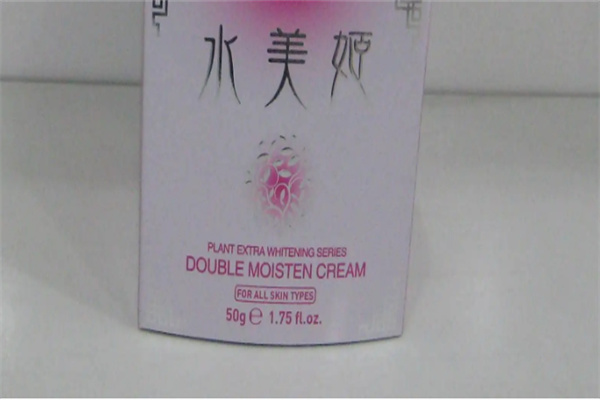 水美姬
PLANT EXTRA WHITENING SERIES
DOUBLE MOISTEN CREAM
FOR ALL SKIN TYPES
50g ℮ 1.75 fl.oz.